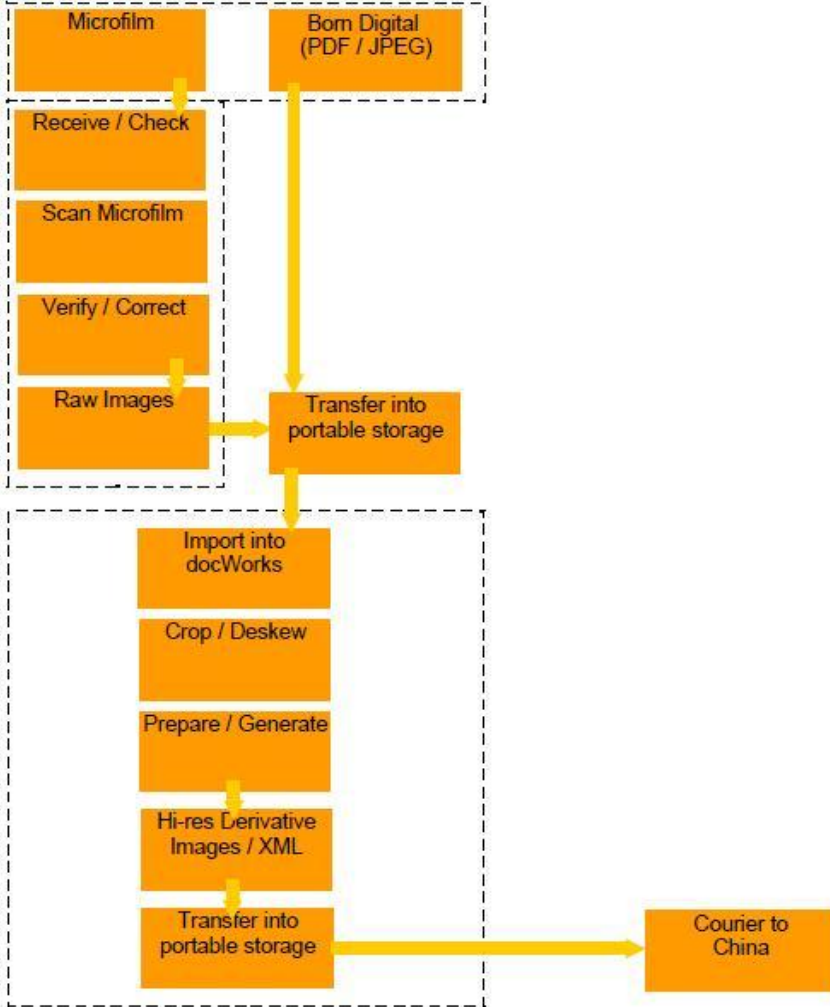 Microfilm
Born Digital
(PDF / JPEG)
Receive / Check
Scan Microfilm
Verify / Correct
Raw Images
Transfer into
portable storage
Import into
docWorks
Crop / Deskew
Prepare / Generate
Hi-res Derivative
Images / XML
Transfer into
portable storage
Courier to
China